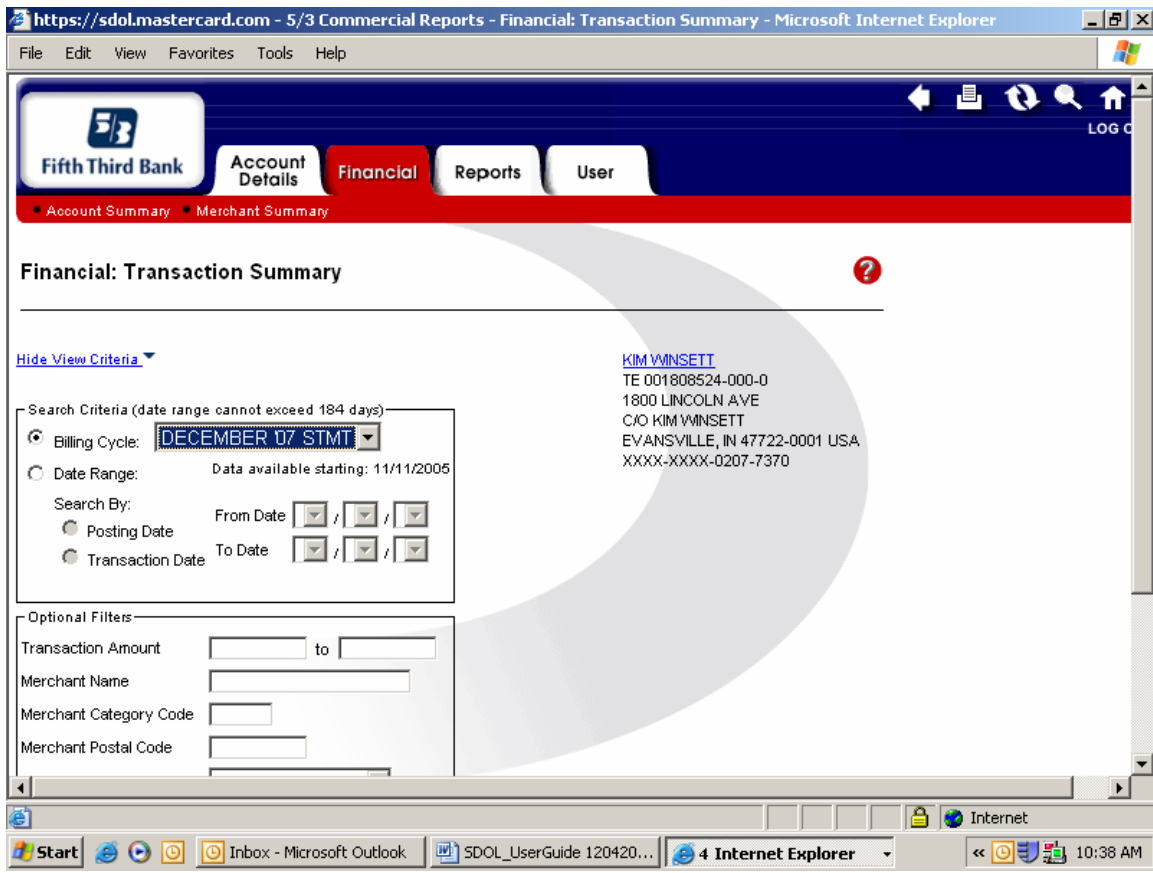 https://sdol.mastercard.com - 5/3 Commercial Reports - Financial: Transaction Summary - Microsoft Internet Explorer
File Edit View Favorites Tools Help
LOG O
5/3
Fifth Third Bank
Account Details Financial Reports User
Account Summary Merchant Summary
Financial: Transaction Summary
?
Hide View Criteria
KIM WINSETT
TE 001808524-000-0
1800 LINCOLN AVE
C/O KIM WINSETT
EVANSVILLE, IN 47722-0001 USA
XXXX-XXXX-0207-7370
Search Criteria (date range cannot exceed 184 days)
Billing Cycle: DECEMBER '07 STMT
Date Range: Data available starting: 11/11/2005
Search By:
Posting Date
Transaction Date
From Date / /
To Date / /
Optional Filters
Transaction Amount to
Merchant Name
Merchant Category Code
Merchant Postal Code
Internet
Start Inbox - Microsoft Outlook SDOL_UserGuide 120420... 4 Internet Explorer « 10:38 AM